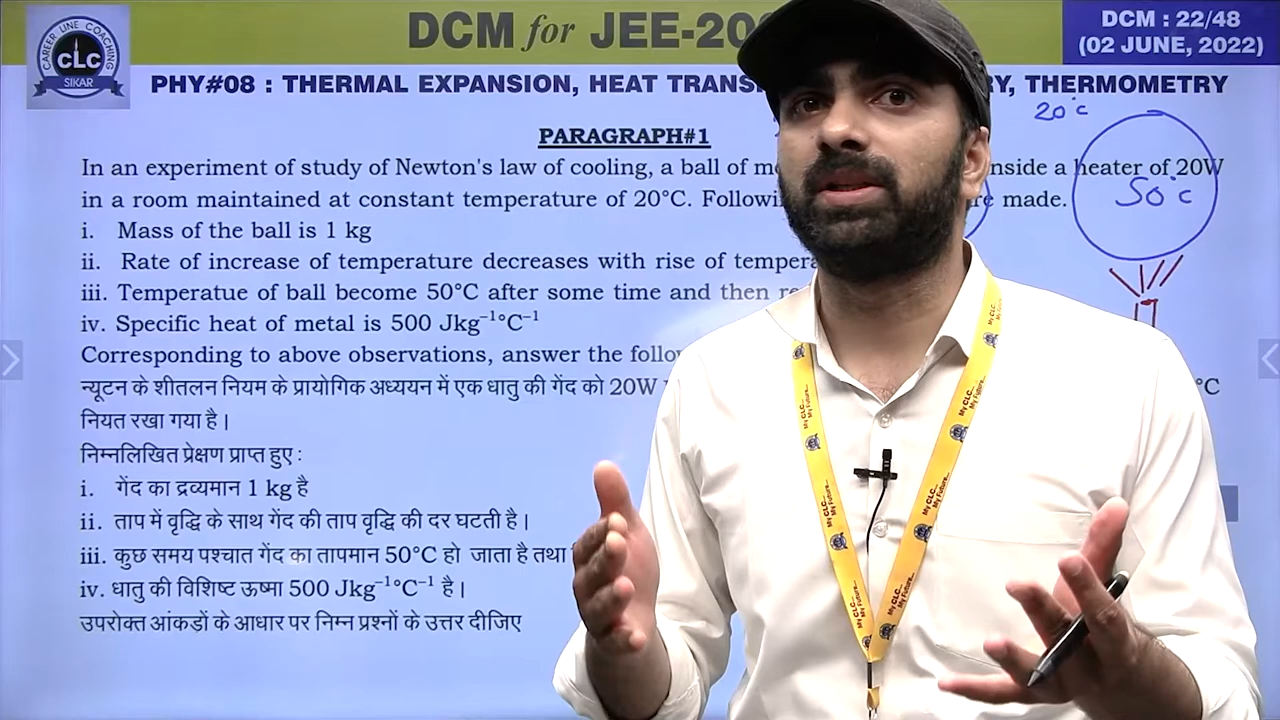 DCM for JEE-20
DCM : 22/48
(02 JUNE, 2022)
CAREER LINE COACHING
CLC
SIKAR
PHY#08 : THERMAL EXPANSION, HEAT TRANS RY, THERMOMETRY
20°C
PARAGRAPH#1
In an experiment of study of Newton's law of cooling, a ball of nside a heater of 20W
in a room maintained at constant temperature of 20°C. Followi made.
50°C
i. Mass of the ball is 1 kg
ii. Rate of increase of temperature decreases with rise of tempera
iii. Temperatue of ball become 50°C after some time and then
iv. Specific heat of metal is 500 Jkg⁻¹°C⁻¹
Corresponding to above observations, answer the follo
न्यूटन के शीतलन नियम के प्रायोगिक अध्ययन में एक धातु की गेंद को 20W °C
नियत रखा गया है।
निम्नलिखित प्रेक्षण प्राप्त हुए :
i. गेंद का द्रव्यमान 1 kg है
ii. ताप में वृद्धि के साथ गेंद की ताप वृद्धि की दर घटती है।
iii. कुछ समय पश्चात गेंद का तापमान 50°C हो जाता है तथा
iv. धातु की विशिष्ट ऊष्मा 500 Jkg⁻¹°C⁻¹ है।
उपरोक्त आंकड़ों के आधार पर निम्न प्रश्नों के उत्तर दीजिए
My CLC...
My Future...